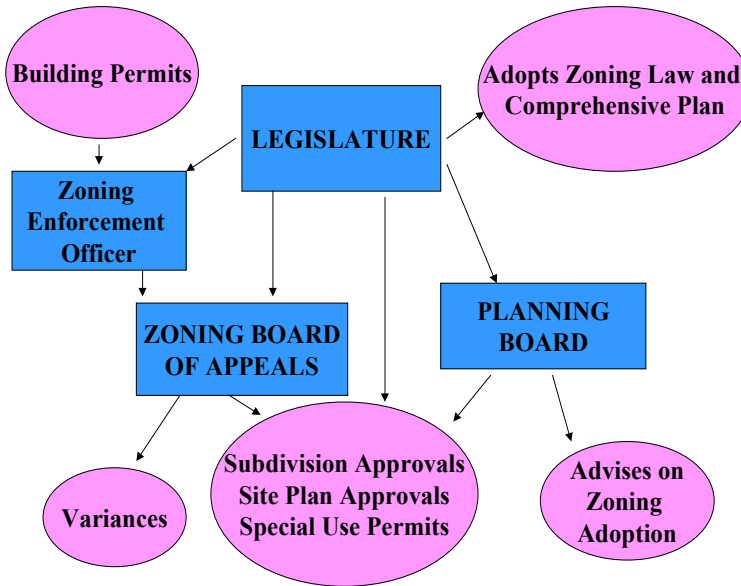 Building Permits
Adopts Zoning Law and
Comprehensive Plan
LEGISLATURE
Zoning
Enforcement
Officer
ZONING BOARD
OF APPEALS
PLANNING
BOARD
Variances
Subdivision Approvals
Site Plan Approvals
Special Use Permits
Advises on
Zoning
Adoption